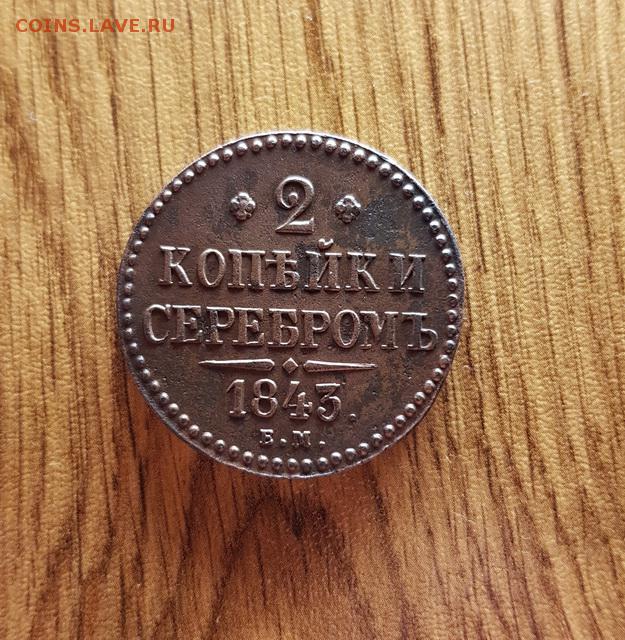 COINS.LAVE.RU
2
КОПѢЙКИ
СЕРЕБРОМЪ
1843.
Е.М.